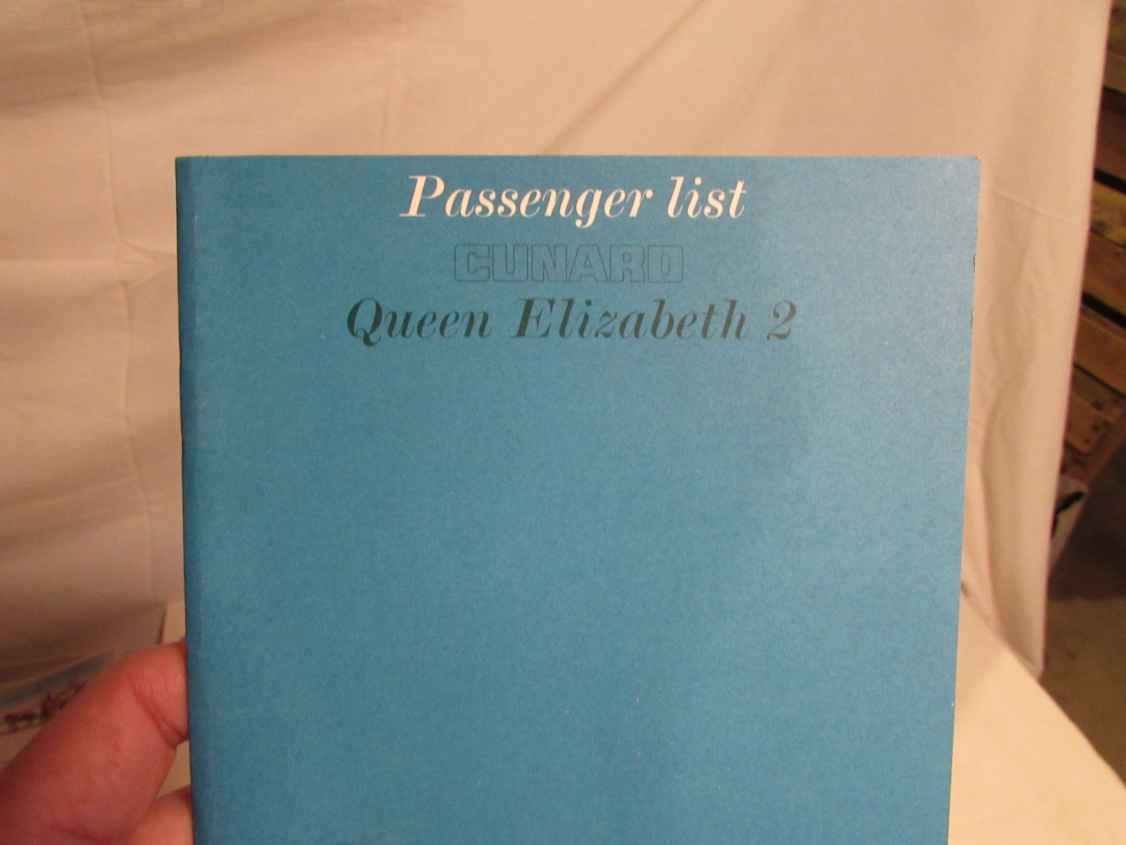 Passenger list
CUNARD
Queen Elizabeth 2